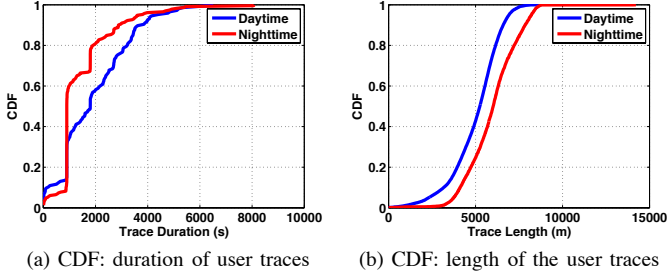 1
0.8
0.6
0.4
0.2
0
CDF
Daytime
Nighttime
0 2000 4000 6000 8000 10000
Trace Duration (s)
(a) CDF: duration of user traces
1
0.8
0.6
0.4
0.2
0
CDF
Daytime
Nighttime
0 5000 10000 15000
Trace Length (m)
(b) CDF: length of the user traces